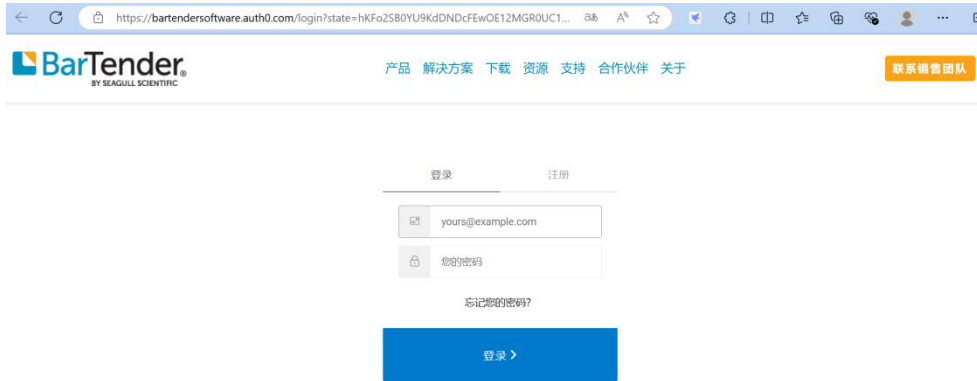 https://bartendersoftware.auth0.com/login?state=hKFo2SB0YU9KdDNDcFEwOE12MGR0UC1...
BarTender®
BY SEAGULL SCIENTIFIC
产品 解决方案 下载 资源 支持 合作伙伴 关于
联系销售团队
登录 注册
yours@example.com
您的密码
忘记您的密码?
登录 >